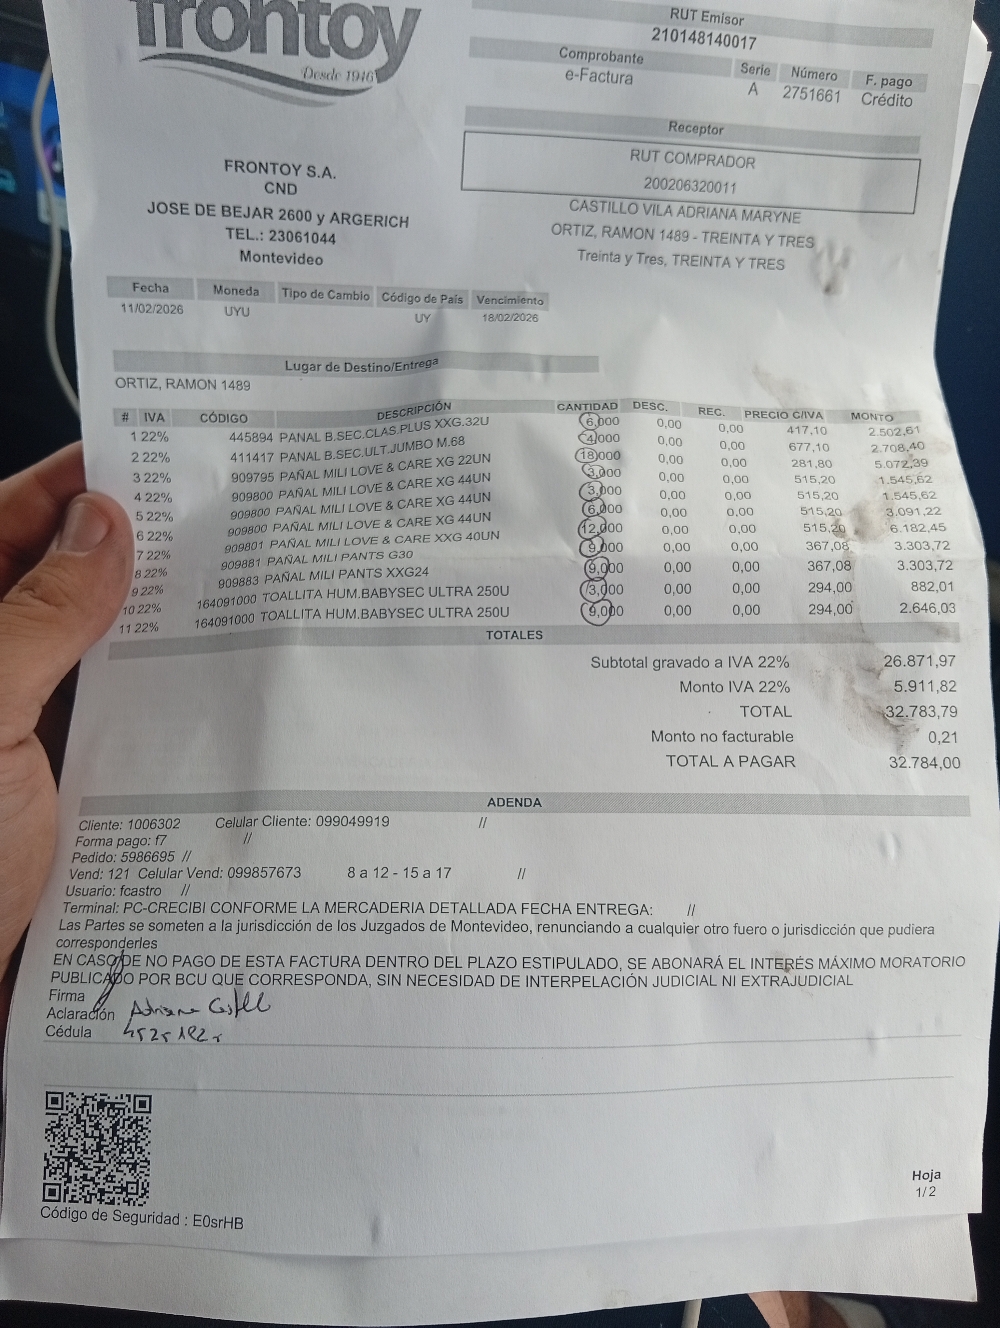 frontoy
Desde 1946
RUT Emisor
210148140017
Comprobante Serie Número F. pago
e-Factura A 2751661 Crédito
Receptor
RUT COMPRADOR
200206320011
CASTILLO VILA ADRIANA MARYNE
ORTIZ, RAMON 1489 - TREINTA Y TRES
Treinta y Tres, TREINTA Y TRES
FRONTOY S.A.
CND
JOSE DE BEJAR 2600 y ARGERICH
TEL.: 23061044
Montevideo
Fecha Moneda Tipo de Cambio Código de País Vencimiento
11/02/2026 UYU UY 18/02/2026
Lugar de Destino/Entrega
ORTIZ, RAMON 1489
# IVA CÓDIGO DESCRIPCIÓN CANTIDAD DESC. REC. PRECIO C/IVA MONTO
1 22% 445894 PANAL B.SEC.CLAS.PLUS XXG.32U 6,000 0,00 0,00 417,10 2.502,61
2 22% 411417 PANAL B.SEC.ULT.JUMBO M.68 4,000 0,00 0,00 677,10 2.708,40
3 22% 909795 PAÑAL MILI LOVE & CARE XG 22UN 18,000 0,00 0,00 281,80 5.072,39
4 22% 909800 PAÑAL MILI LOVE & CARE XG 44UN 3,000 0,00 0,00 515,20 1.545,62
5 22% 909800 PAÑAL MILI LOVE & CARE XG 44UN 3,000 0,00 0,00 515,20 1.545,62
6 22% 909800 PAÑAL MILI LOVE & CARE XG 44UN 6,000 0,00 0,00 515,20 3.091,22
7 22% 909801 PAÑAL MILI LOVE & CARE XXG 40UN 12,000 0,00 0,00 515,20 6.182,45
8 22% 909881 PAÑAL MILI PANTS G30 9,000 0,00 0,00 367,08 3.303,72
9 22% 909883 PAÑAL MILI PANTS XXG24 9,000 0,00 0,00 367,08 3.303,72
10 22% 164091000 TOALLITA HUM.BABYSEC ULTRA 250U 3,000 0,00 0,00 294,00 882,01
11 22% 164091000 TOALLITA HUM.BABYSEC ULTRA 250U 9,000 0,00 0,00 294,00 2.646,03
TOTALES
Subtotal gravado a IVA 22% 26.871,97
Monto IVA 22% 5.911,82
TOTAL 32.783,79
Monto no facturable 0,21
TOTAL A PAGAR 32.784,00
ADENDA
Cliente: 1006302 Celular Cliente: 099049919 //
Forma pago: f7 //
Pedido: 5986695 //
Vend: 121 Celular Vend: 099857673 8 a 12 - 15 a 17 //
Usuario: fcastro //
Terminal: PC-CRECIBI CONFORME LA MERCADERIA DETALLADA FECHA ENTREGA: //
Las Partes se someten a la jurisdicción de los Juzgados de Montevideo, renunciando a cualquier otro fuero o jurisdicción que pudiera
corresponderles
EN CASO DE NO PAGO DE ESTA FACTURA DENTRO DEL PLAZO ESTIPULADO, SE ABONARÁ EL INTERÉS MÁXIMO MORATORIO
PUBLICADO POR BCU QUE CORRESPONDA, SIN NECESIDAD DE INTERPELACIÓN JUDICIAL NI EXTRAJUDICIAL
Firma
Aclaración Adriana
Cédula
Hoja
1/2
Código de Seguridad : E0srHB